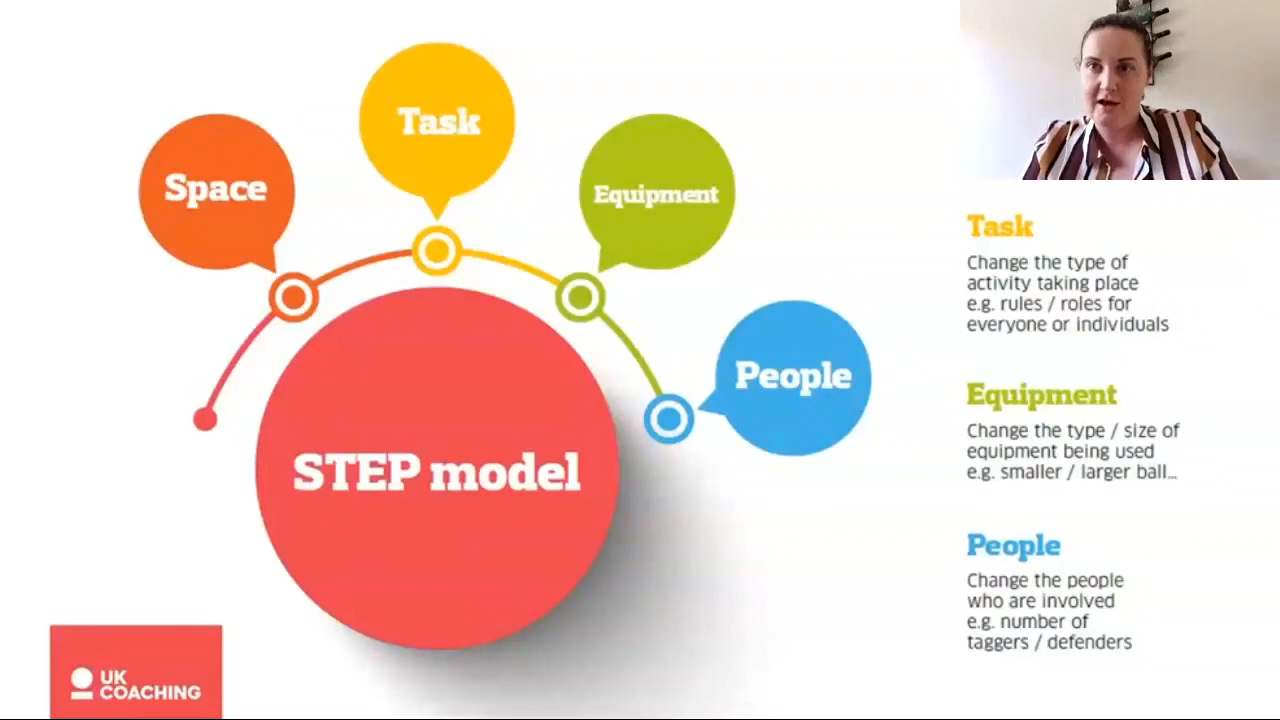 Task
Space
Equipment
People
STEP model
UK
COACHING
Task
Change the type of
activity taking place
e.g. rules / roles for
everyone or individuals
Equipment
Change the type / size of
equipment being used
e.g. smaller / larger ball...
People
Change the people
who are involved
e.g. number of
taggers / defenders